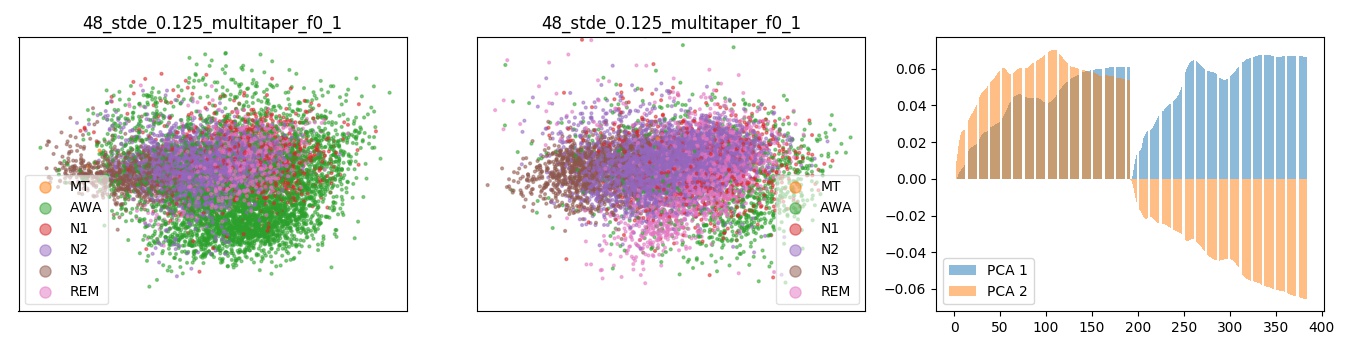 48_stde_0.125_multitaper_f0_1
MT
AWA
N1
N2
N3
REM
48_stde_0.125_multitaper_f0_1
MT
AWA
N1
N2
N3
REM
0.06
0.04
0.02
0.00
−0.02
−0.04
−0.06
PCA 1
PCA 2
0 50 100 150 200 250 300 350 400